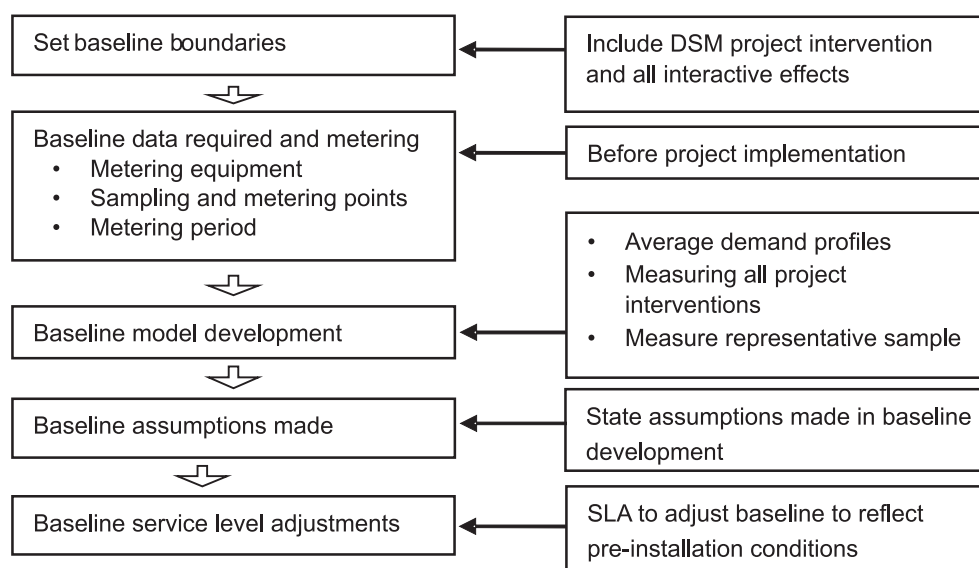 Set baseline boundaries
Include DSM project intervention
and all interactive effects
Baseline data required and metering
• Metering equipment
• Sampling and metering points
• Metering period
Before project implementation
Baseline model development
• Average demand profiles
• Measuring all project
interventions
• Measure representative sample
Baseline assumptions made
State assumptions made in baseline
development
Baseline service level adjustments
SLA to adjust baseline to reflect
pre-installation conditions